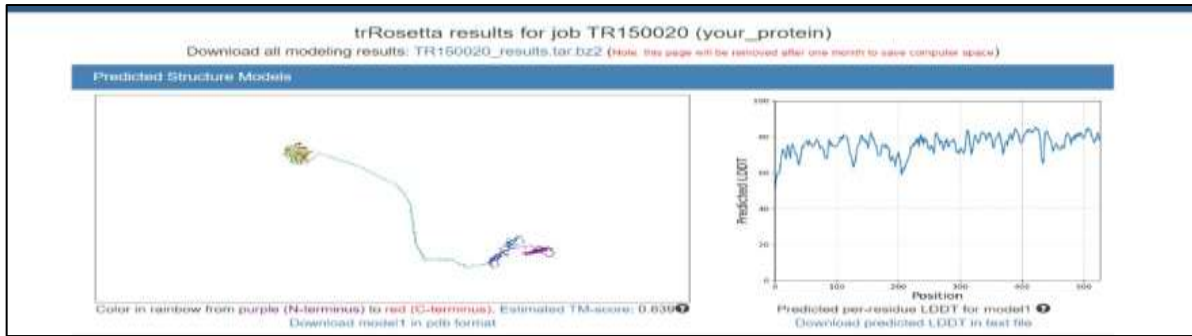 trRosetta results for job TR150020 (your_protein)
Download all modeling results: TR150020_results.tar.bz2 (Note: this page will be removed after one month to save computer space)
Predicted Structure Models
Color in rainbow from purple (N-terminus) to red (C-terminus). Estimated TM-score: 0.639
Download model1 in pdb format
100
80
60
40
20
0
Predicted LDDT
0 100 200 300 400 500
Position
Predicted per-residue LDDT for model1
Download predicted LDDT in text file